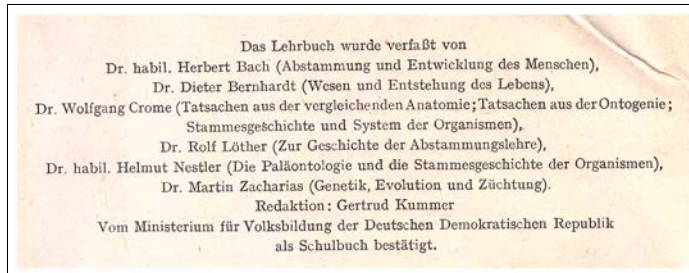 Das Lehrbuch wurde verfaßt von
Dr. habil. Herbert Bach (Abstammung und Entwicklung des Menschen),
Dr. Dieter Bernhardt (Wesen und Entstehung des Lebens),
Dr. Wolfgang Crome (Tatsachen aus der vergleichenden Anatomie; Tatsachen aus der Ontogenie;
Stammesgeschichte und System der Organismen),
Dr. Rolf Löther (Zur Geschichte der Abstammungslehre),
Dr. habil. Helmut Nestler (Die Paläontologie und die Stammesgeschichte der Organismen),
Dr. Martin Zacharias (Genetik, Evolution und Züchtung).
Redaktion: Gertrud Kummer
Vom Ministerium für Volksbildung der Deutschen Demokratischen Republik
als Schulbuch bestätigt.